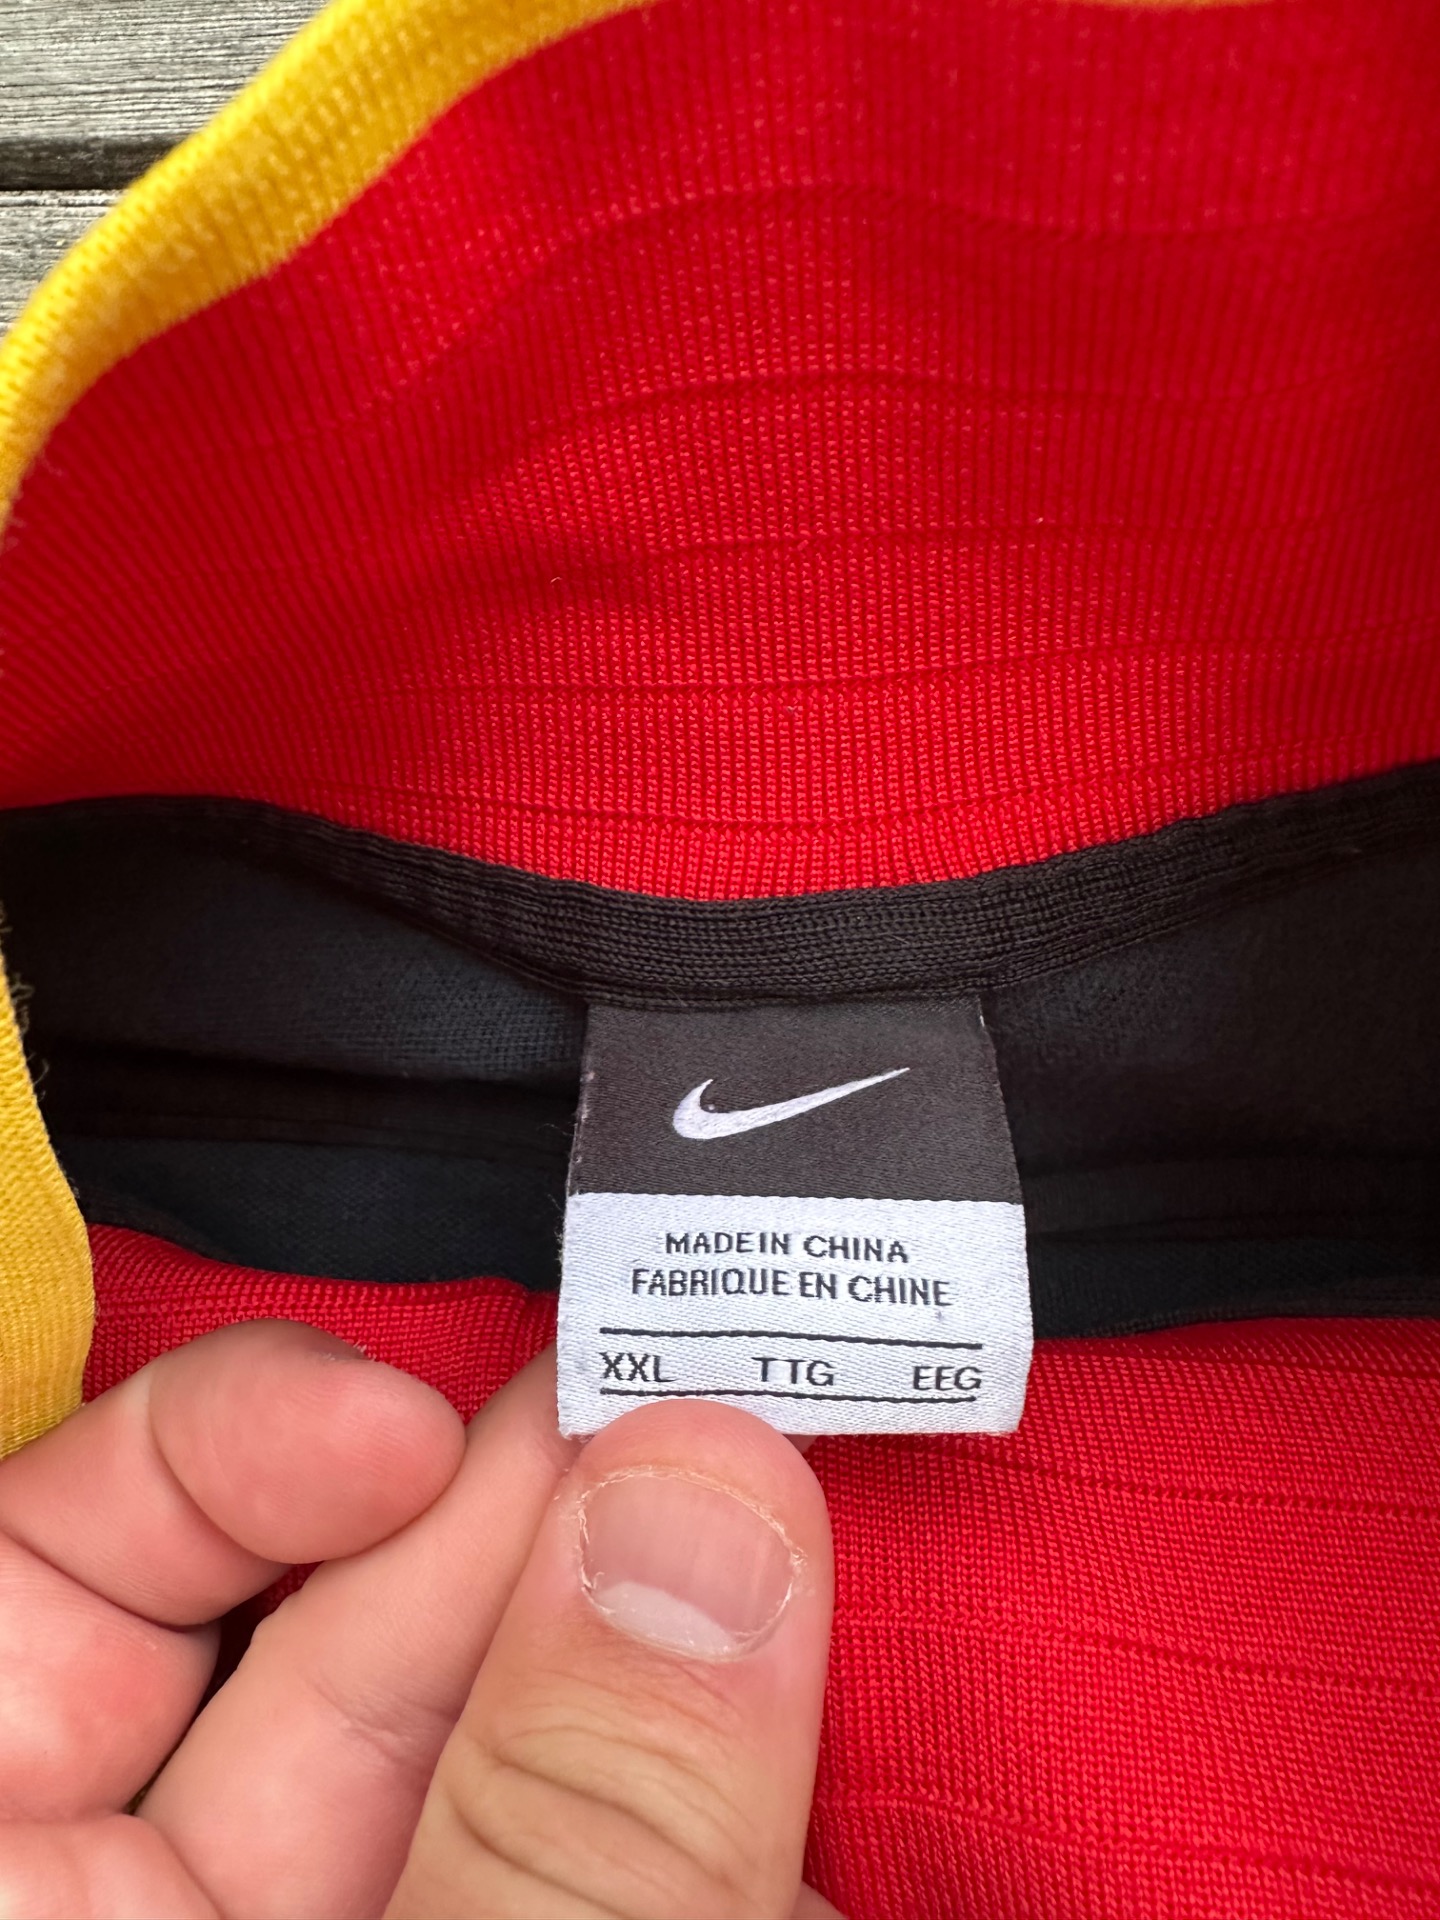 MADE IN CHINA
FABRIQUE EN CHINE
XXL TTG EEG